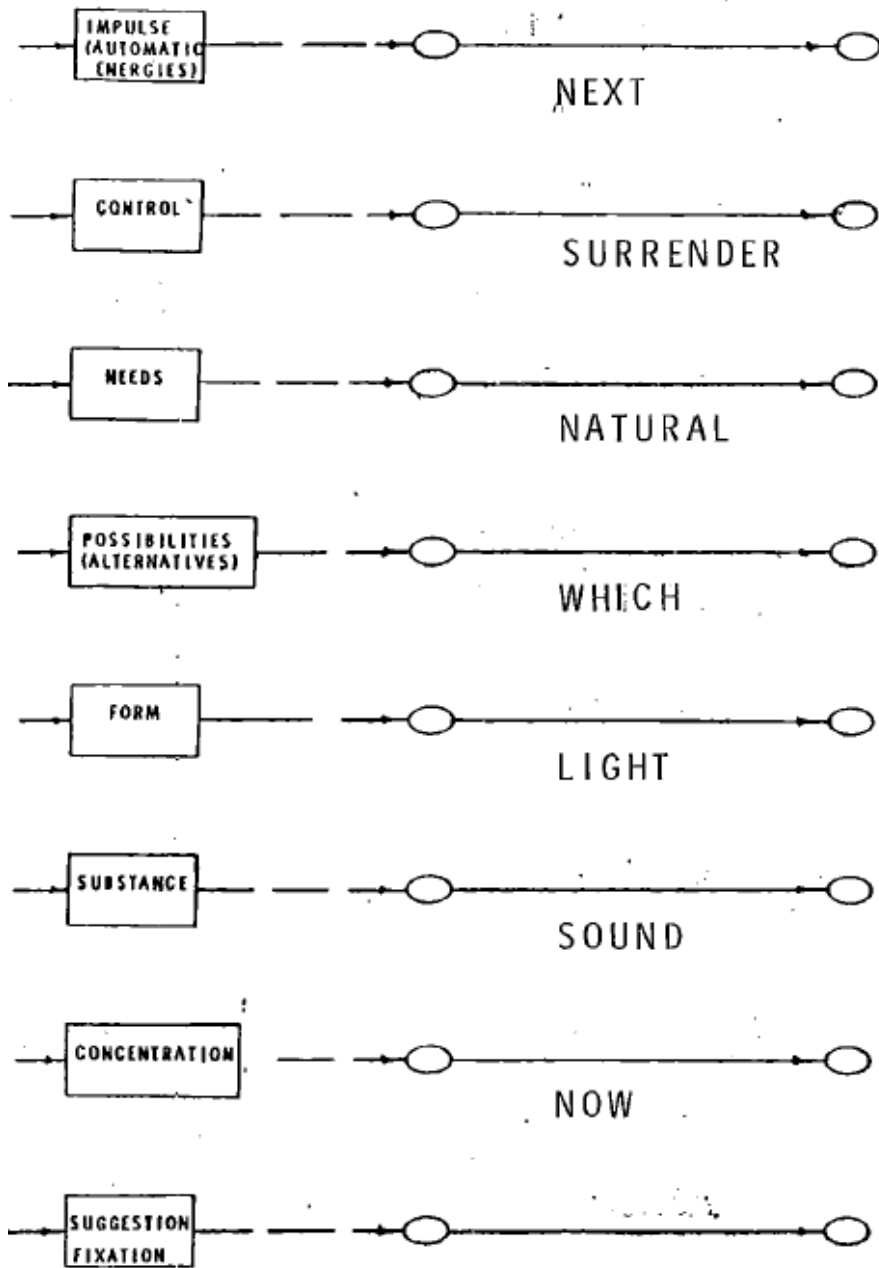 IMPULSE
(AUTOMATIC
ENERGIES)
NEXT
CONTROL
SURRENDER
NEEDS
NATURAL
POSSIBILITIES
(ALTERNATIVES)
WHICH
FORM
LIGHT
SUBSTANCE
SOUND
CONCENTRATION
NOW
SUGGESTION
FIXATION